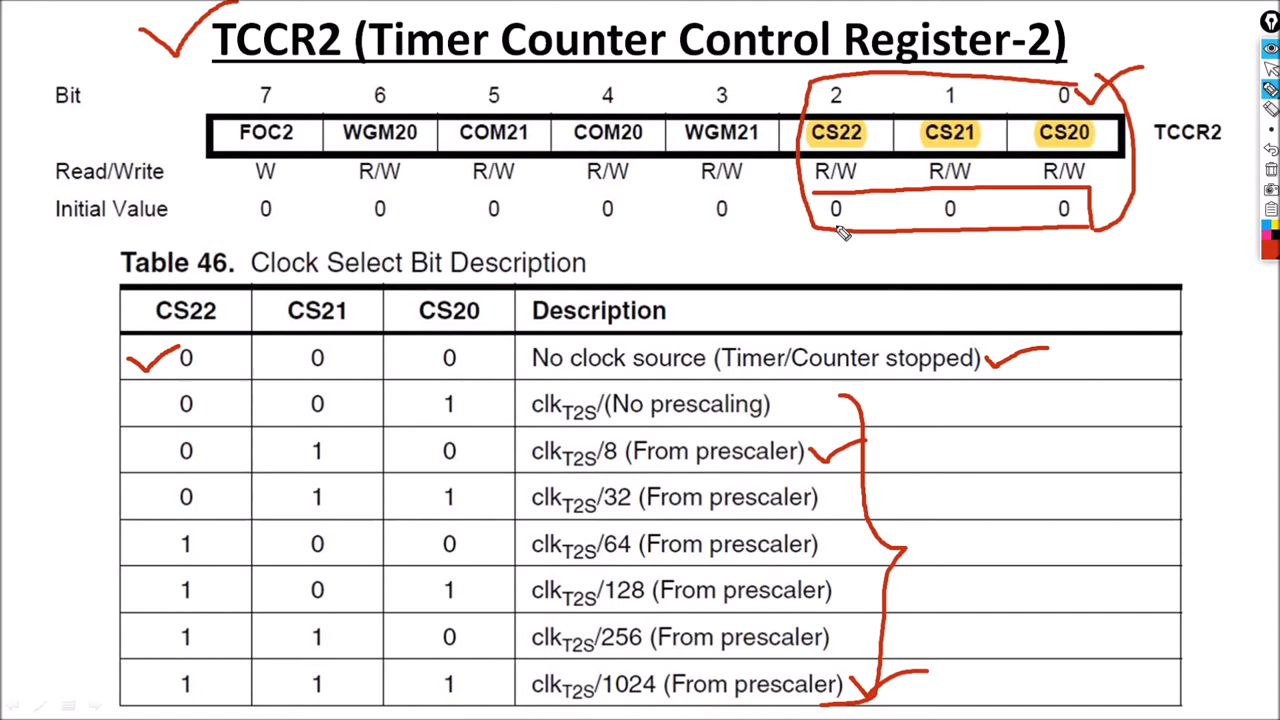 TCCR2 (Timer Counter Control Register-2)
Bit 7 6 5 4 3 2 1 0
FOC2 WGM20 COM21 COM20 WGM21 CS22 CS21 CS20 TCCR2
Read/Write W R/W R/W R/W R/W R/W R/W R/W
Initial Value 0 0 0 0 0 0 0 0
Table 46. Clock Select Bit Description
CS22 CS21 CS20 Description
0 0 0 No clock source (Timer/Counter stopped)
0 0 1 clkT2S/(No prescaling)
0 1 0 clkT2S/8 (From prescaler)
0 1 1 clkT2S/32 (From prescaler)
1 0 0 clkT2S/64 (From prescaler)
1 0 1 clkT2S/128 (From prescaler)
1 1 0 clkT2S/256 (From prescaler)
1 1 1 clkT2S/1024 (From prescaler)